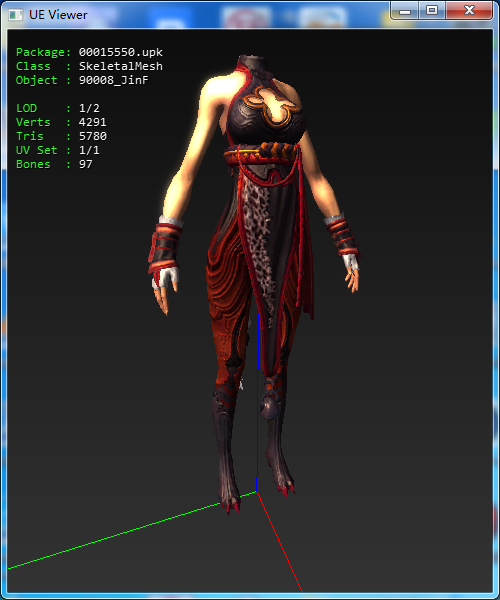 UE Viewer
Package: 00015550.upk
Class : SkeletalMesh
Object : 90008_JinF
LOD : 1/2
Verts : 4291
Tris : 5780
UV Set : 1/1
Bones : 97